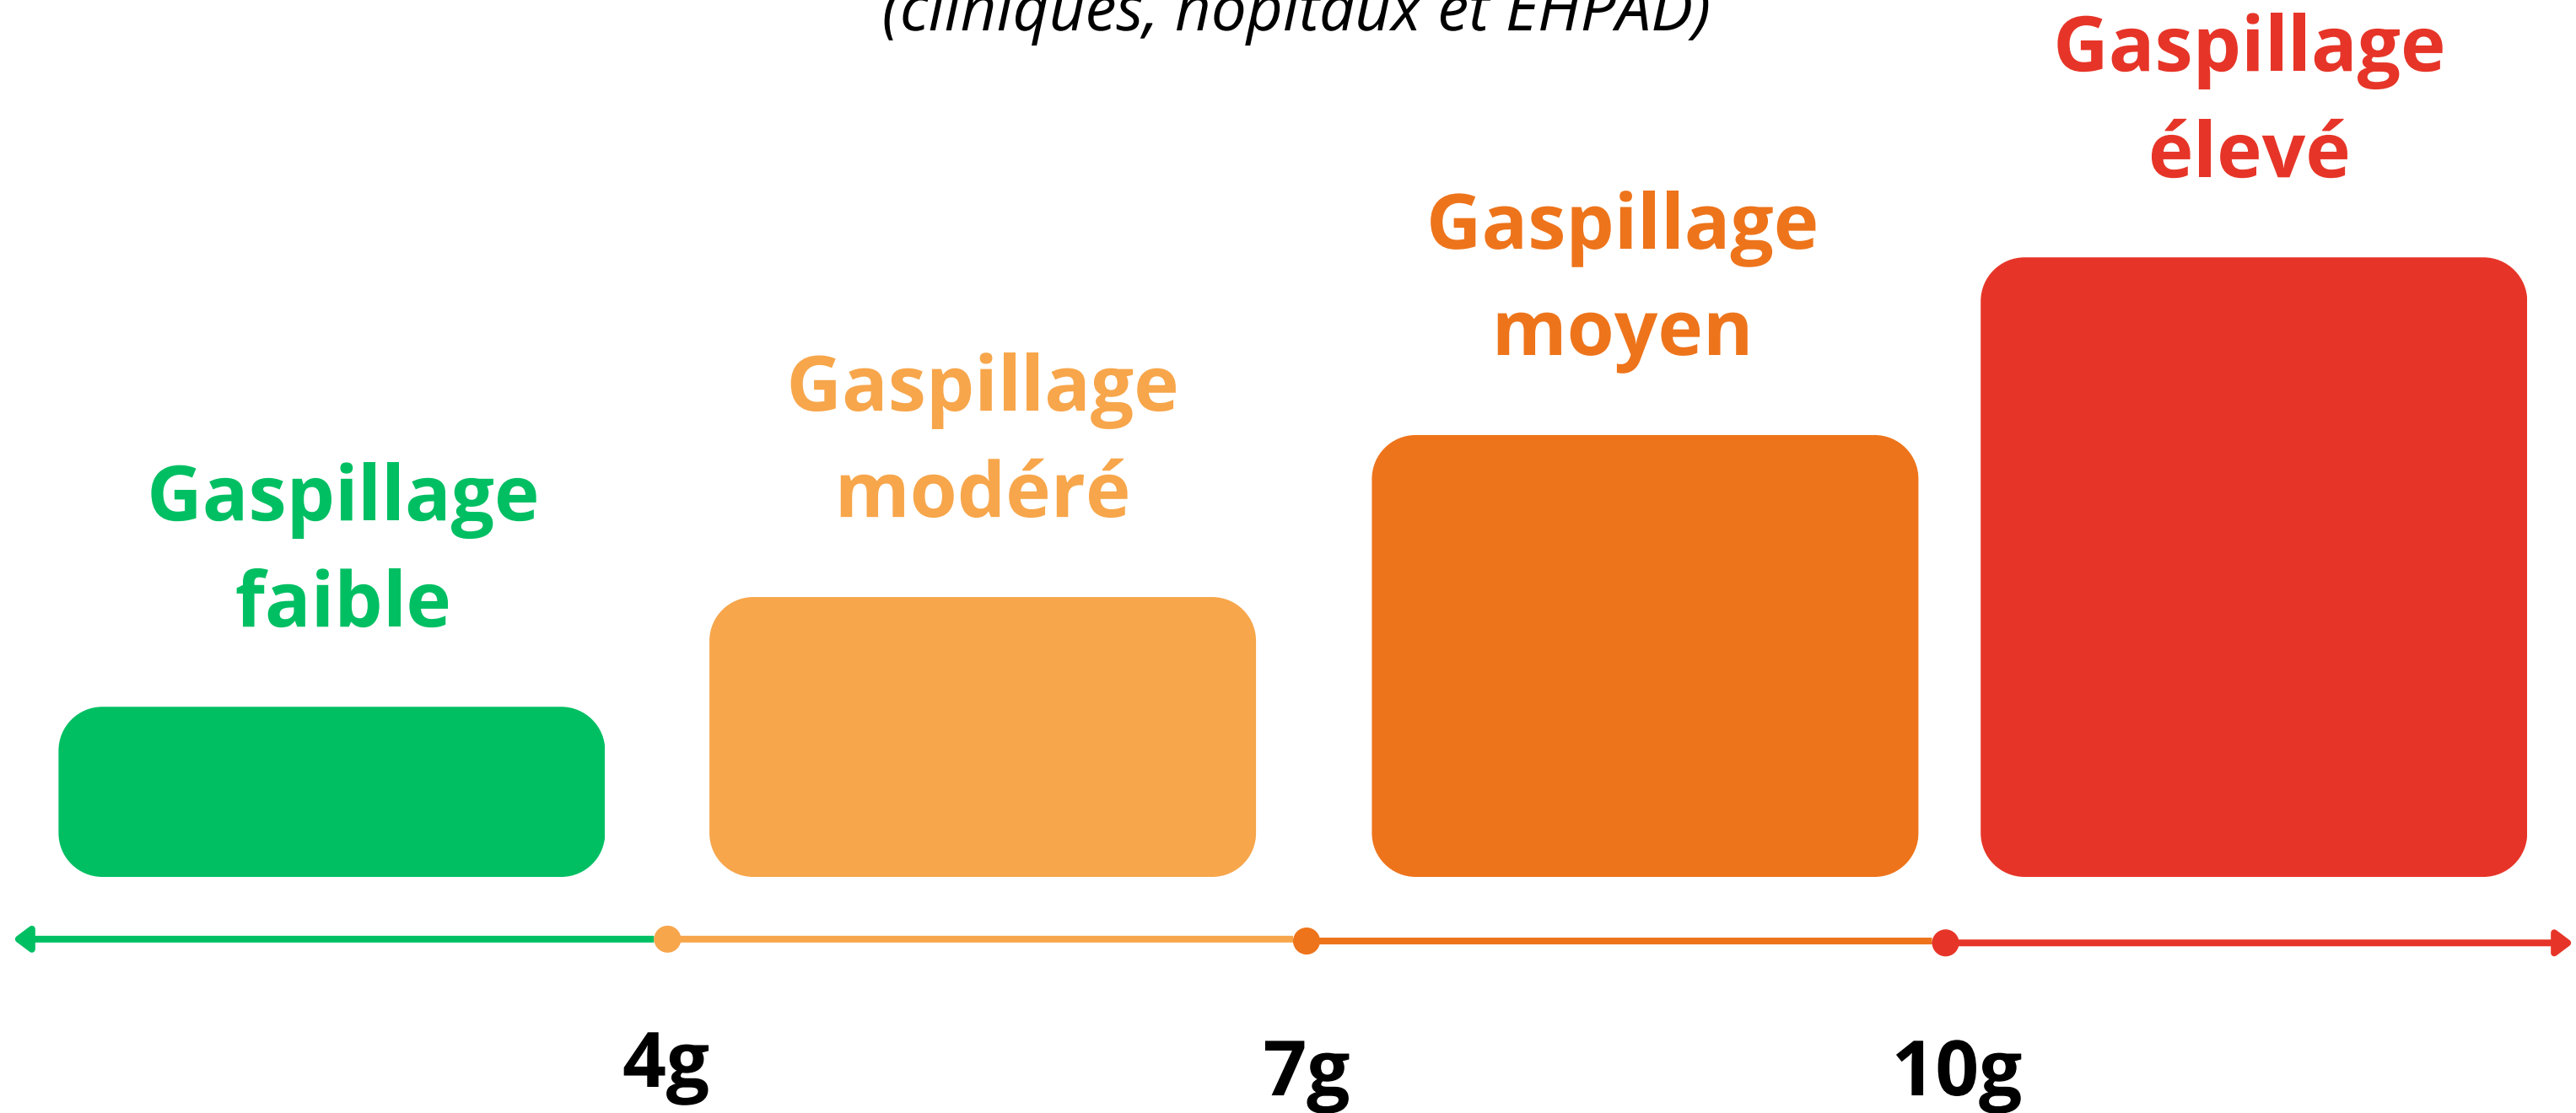 (cliniques, hôpitaux et EHPAD)
Gaspillage
élevé
Gaspillage
moyen
Gaspillage
modéré
Gaspillage
faible
4g
7g
10g